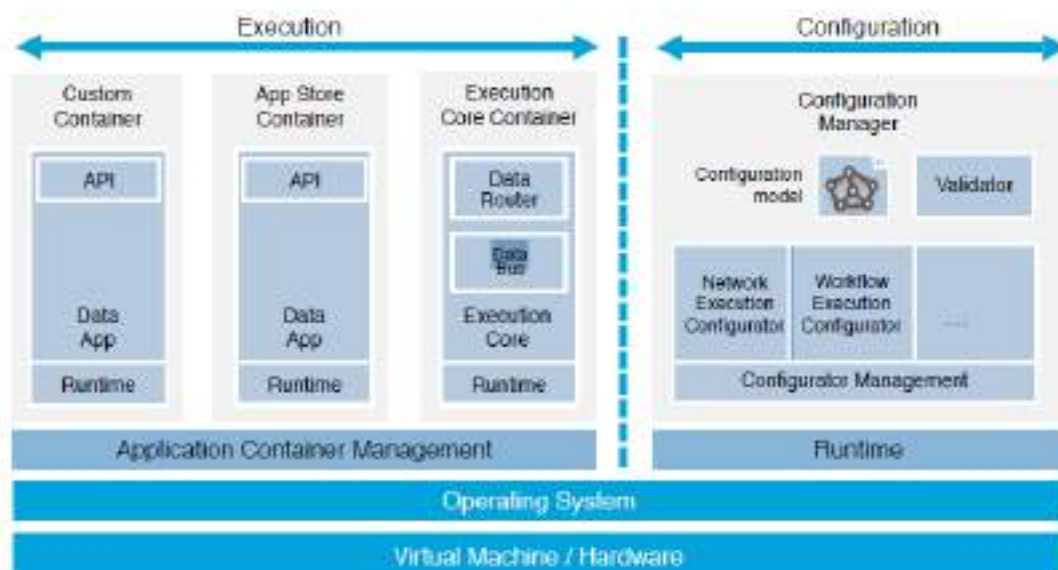 Execution
Configuration
Custom
Container
API
Data
App
Runtime
App Store
Container
API
Data
App
Runtime
Execution
Core Container
Data
Router
Data
Bus
Execution
Core
Runtime
Application Container Management
Configuration
Manager
Configuration
model
Validator
Network
Execution
Configurator
Workflow
Execution
Configurator
....
Configurator Management
Runtime
Operating System
Virtual Machine / Hardware